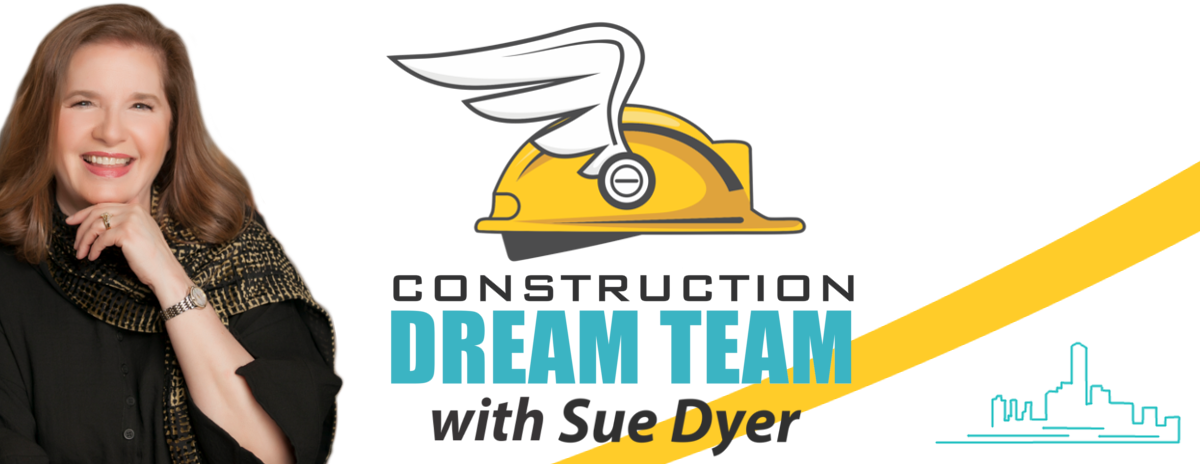 CONSTRUCTION
DREAM TEAM
with Sue Dyer